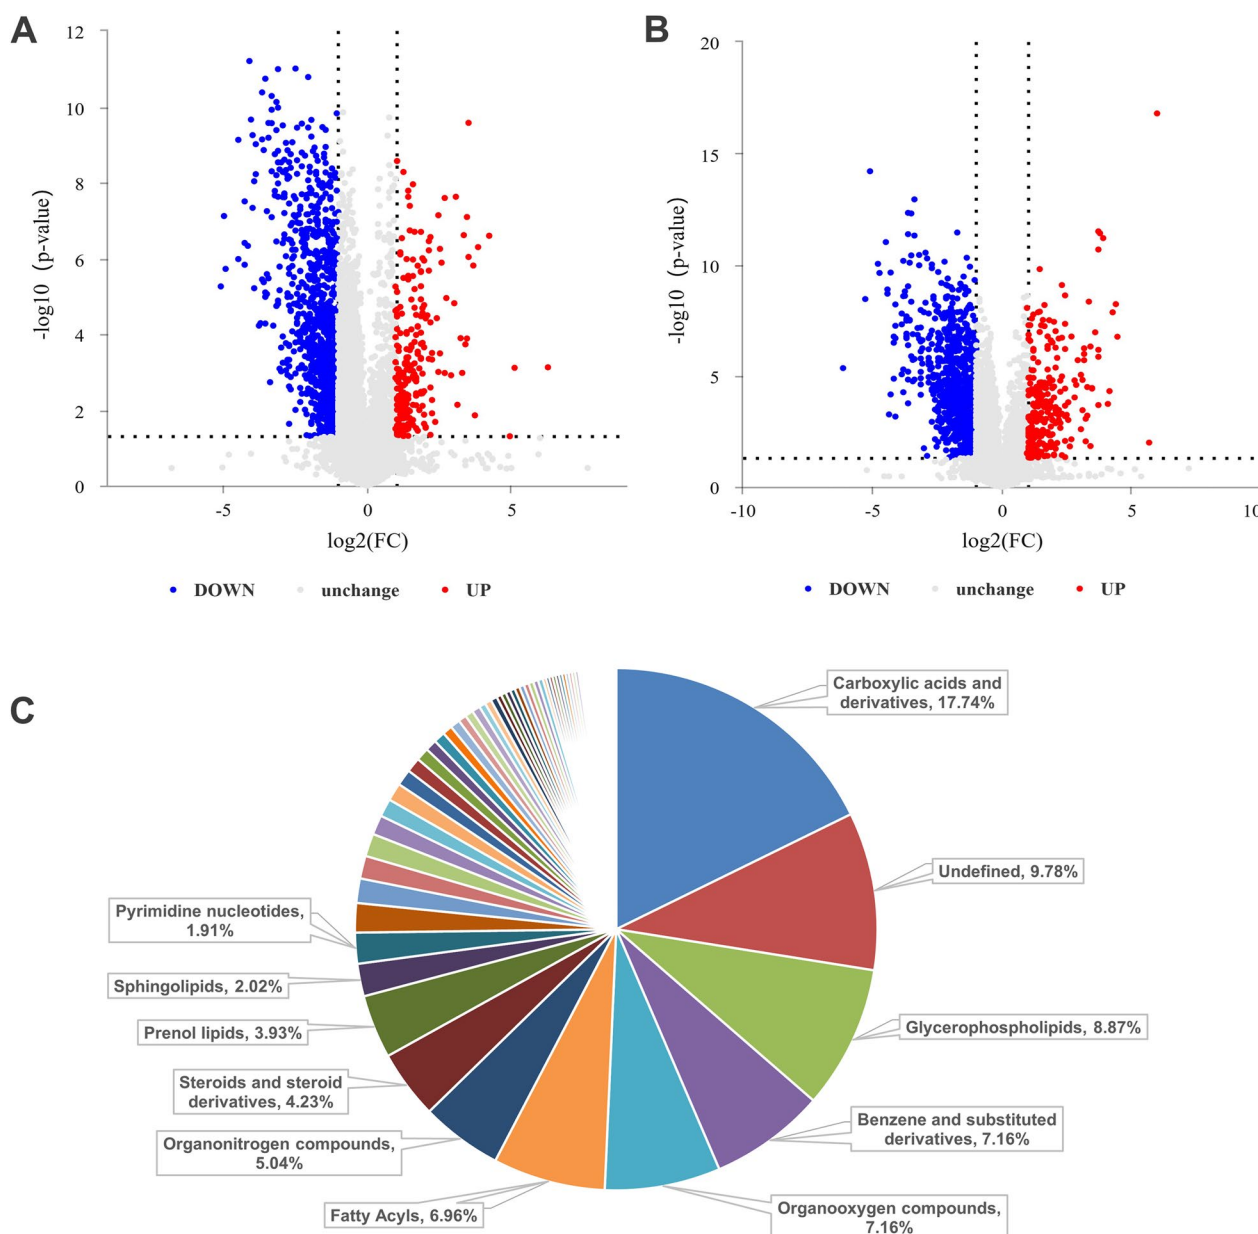 A
12
10
8
6
4
2
0
-log10 (p-value)
-5
0
5
log2(FC)
DOWN
unchange
UP
B
20
15
10
5
0
-log10 (p-value)
-10
-5
0
5
10
log2(FC)
DOWN
unchange
UP
C
Carboxylic acids and
derivatives, 17.74%
Undefined, 9.78%
Glycerophospholipids, 8.87%
Benzene and substituted
derivatives, 7.16%
Organooxygen compounds,
7.16%
Fatty Acyls, 6.96%
Organonitrogen compounds,
5.04%
Steroids and steroid
derivatives, 4.23%
Prenol lipids, 3.93%
Sphingolipids, 2.02%
Pyrimidine nucleotides,
1.91%